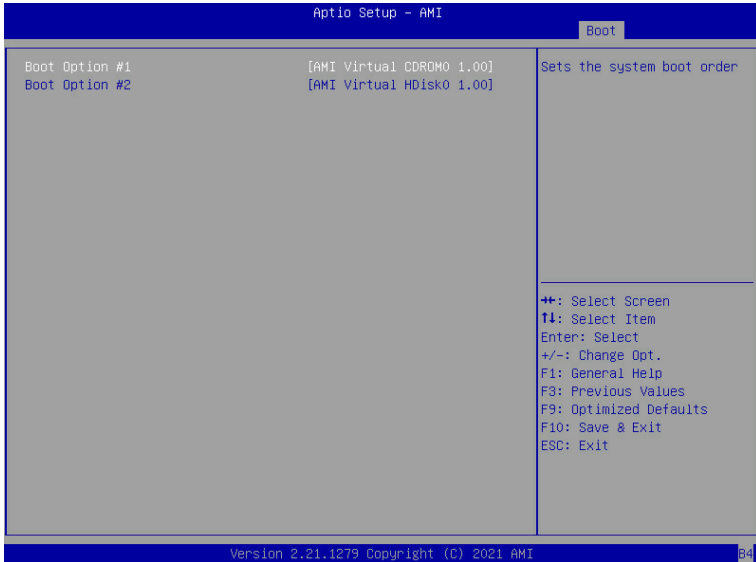 Aptio Setup – AMI
Boot
Boot Option #1 [AMI Virtual CDROM0 1.00]
Boot Option #2 [AMI Virtual HDisk0 1.00]
Sets the system boot order
→←: Select Screen
↑↓: Select Item
Enter: Select
+/-: Change Opt.
F1: General Help
F3: Previous Values
F9: Optimized Defaults
F10: Save & Exit
ESC: Exit
Version 2.21.1279 Copyright (C) 2021 AMI
B4